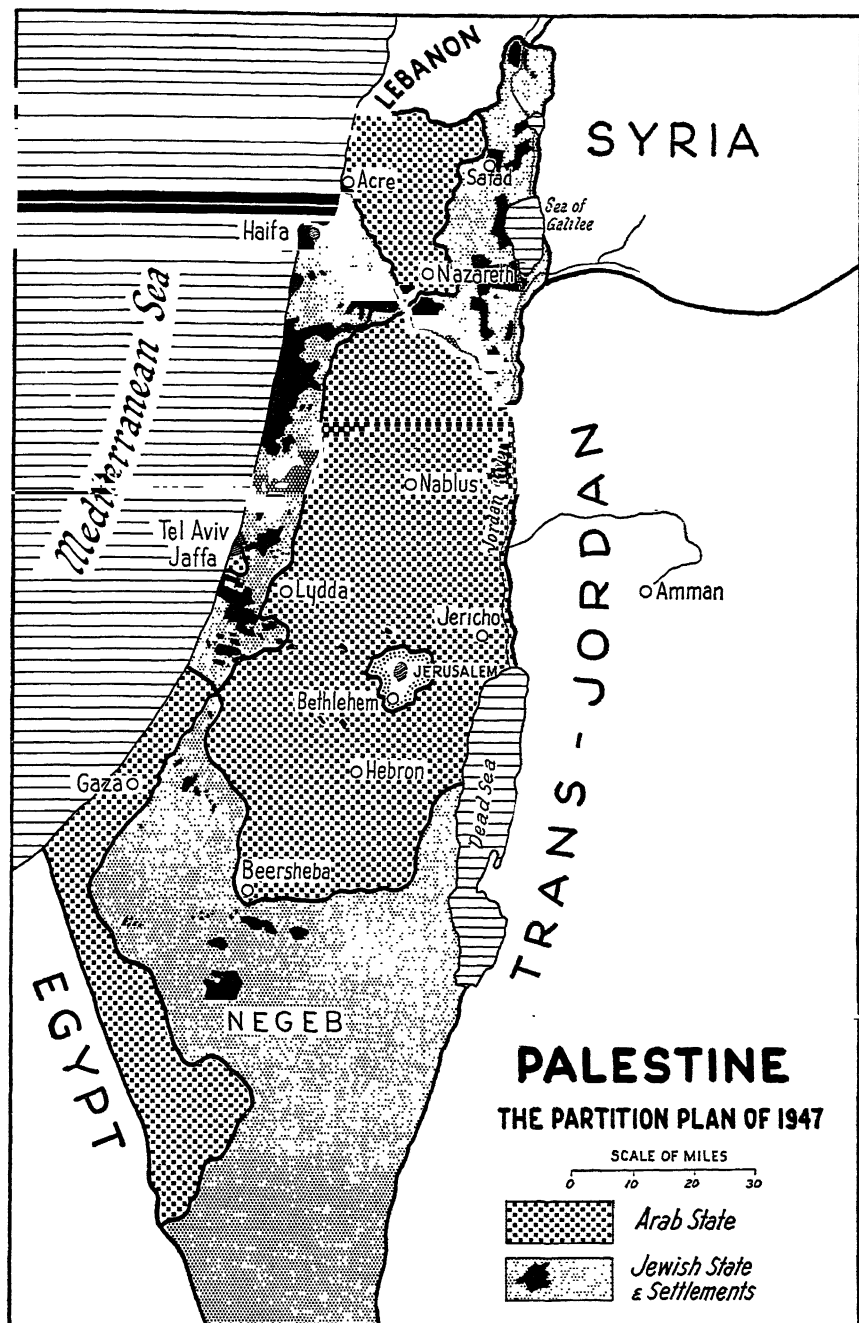 LEBANON
SYRIA
Acre
Safad
Sea of
Galilee
Haifa
Nazareth
Mediterranean Sea
Nablus
Jordan River
TRANS-JORDAN
Tel Aviv
Jaffa
Lydda
Amman
Jericho
JERUSALEM
Bethlehem
Hebron
Gaza
Dead Sea
Beersheba
EGYPT
NEGEB
PALESTINE
THE PARTITION PLAN OF 1947
SCALE OF MILES
0 10 20 30
Arab State
Jewish State
& Settlements